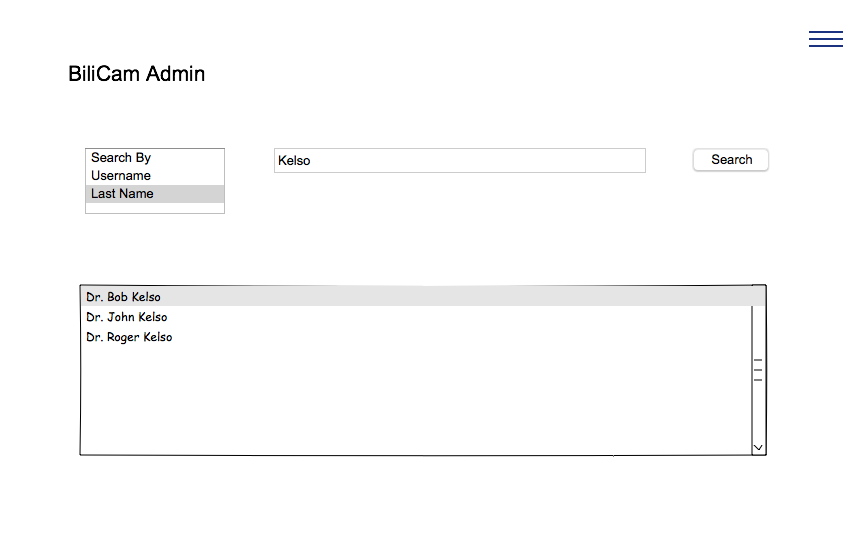 BiliCam Admin
Search By
Username
Last Name
Kelso
Search
Dr. Bob Kelso
Dr. John Kelso
Dr. Roger Kelso